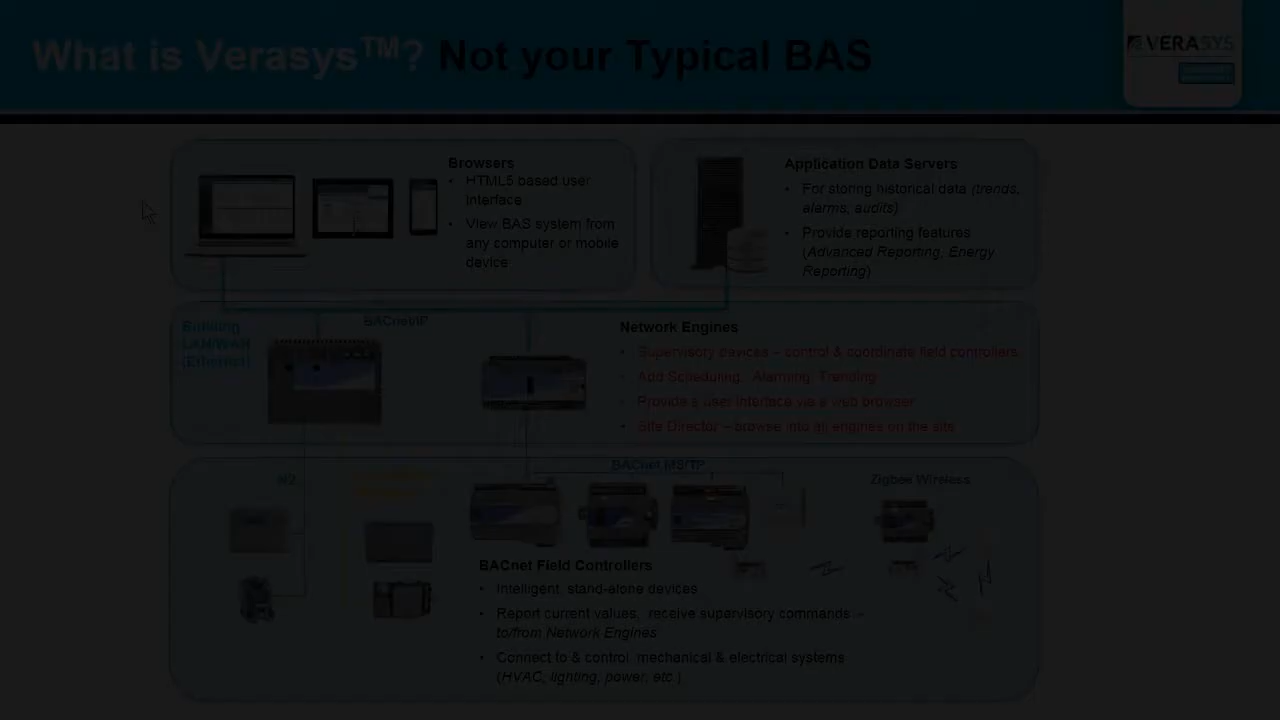 What is Verasys™? Not your Typical BAS
VERASYS
Browsers
• HTML5 based user
interface
• View BAS system from
any computer or mobile
device
Application Data Servers
• For storing historical data (trends,
alarms, audits)
• Provide reporting features
(Advanced Reporting, Energy
Reporting)
Building
LAN/WAN
(Ethernet)
BACnet/IP
Network Engines
• Supervisory devices – control & coordinate field controllers
• Add Scheduling, Alarming, Trending
• Provide a user interface via a web browser
• Site Director – browse into all engines on the site
N2
BACnet MS/TP
Zigbee Wireless
BACnet Field Controllers
• Intelligent, stand-alone devices
• Report current values, receive supervisory commands –
to/from Network Engines
• Connect to & control, mechanical & electrical systems
(HVAC, lighting, power, etc.)